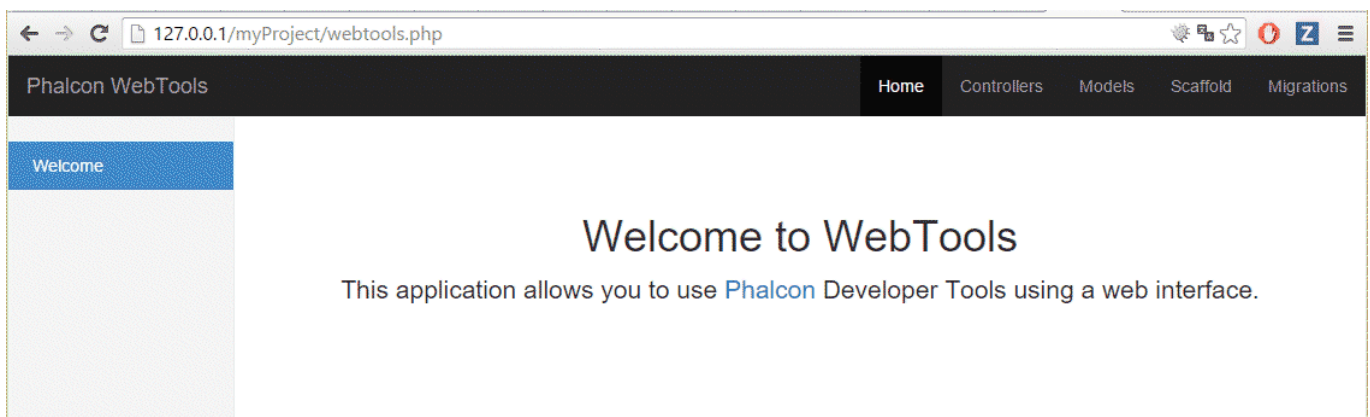 127.0.0.1/myProject/webtools.php
Z
Phalcon WebTools
Home Controllers Models Scaffold Migrations
Welcome
Welcome to WebTools
This application allows you to use Phalcon Developer Tools using a web interface.